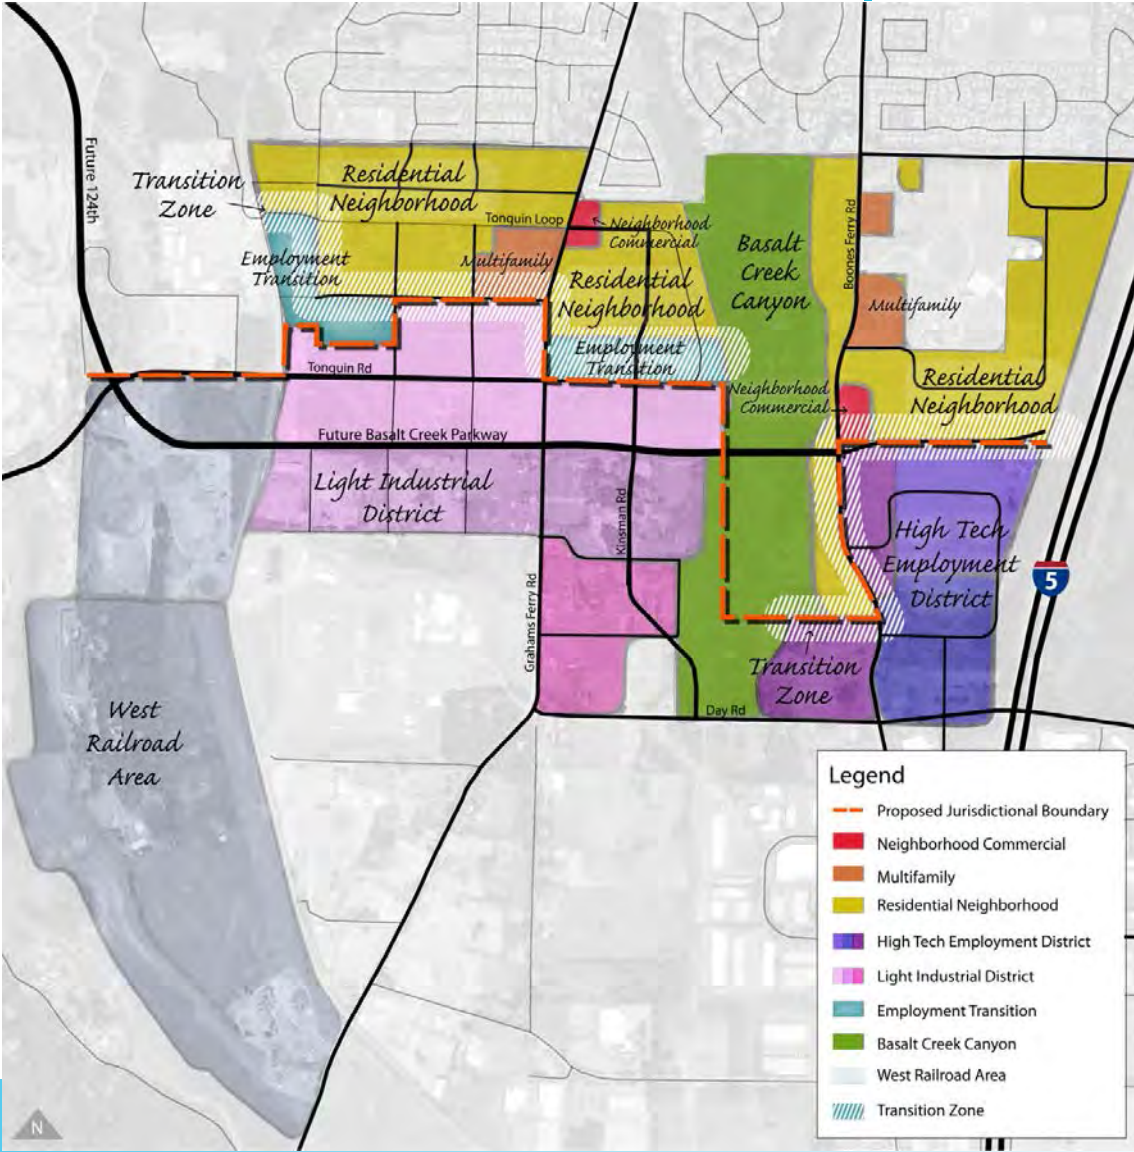 Future 124th
Transition
Zone
Residential
Neighborhood
Tonquin Loop
Neighborhood
Commercial
Employment
Transition
Multifamily
Residential
Neighborhood
Basalt
Creek
Canyon
Boones Ferry Rd
Multifamily
Employment
Transition
Tonquin Rd
Neighborhood
Commercial
Residential
Neighborhood
Future Basalt Creek Parkway
Light Industrial
District
Kinsman Rd
High Tech
Employment
District
5
Grahams Ferry Rd
Transition
Zone
Day Rd
West
Railroad
Area
Legend
Proposed Jurisdictional Boundary
Neighborhood Commercial
Multifamily
Residential Neighborhood
High Tech Employment District
Light Industrial District
Employment Transition
Basalt Creek Canyon
West Railroad Area
Transition Zone
N